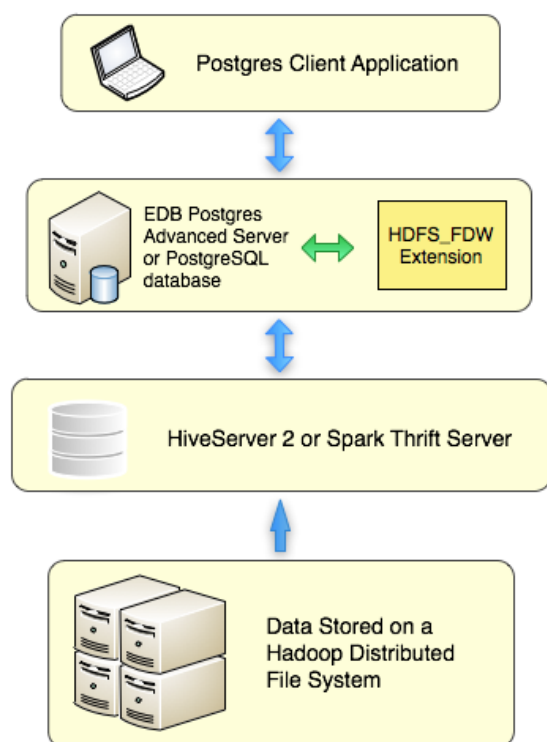 Postgres Client Application
EDB Postgres
Advanced Server
or PostgreSQL
database
HDFS_FDW
Extension
HiveServer 2 or Spark Thrift Server
Data Stored on a
Hadoop Distributed
File System